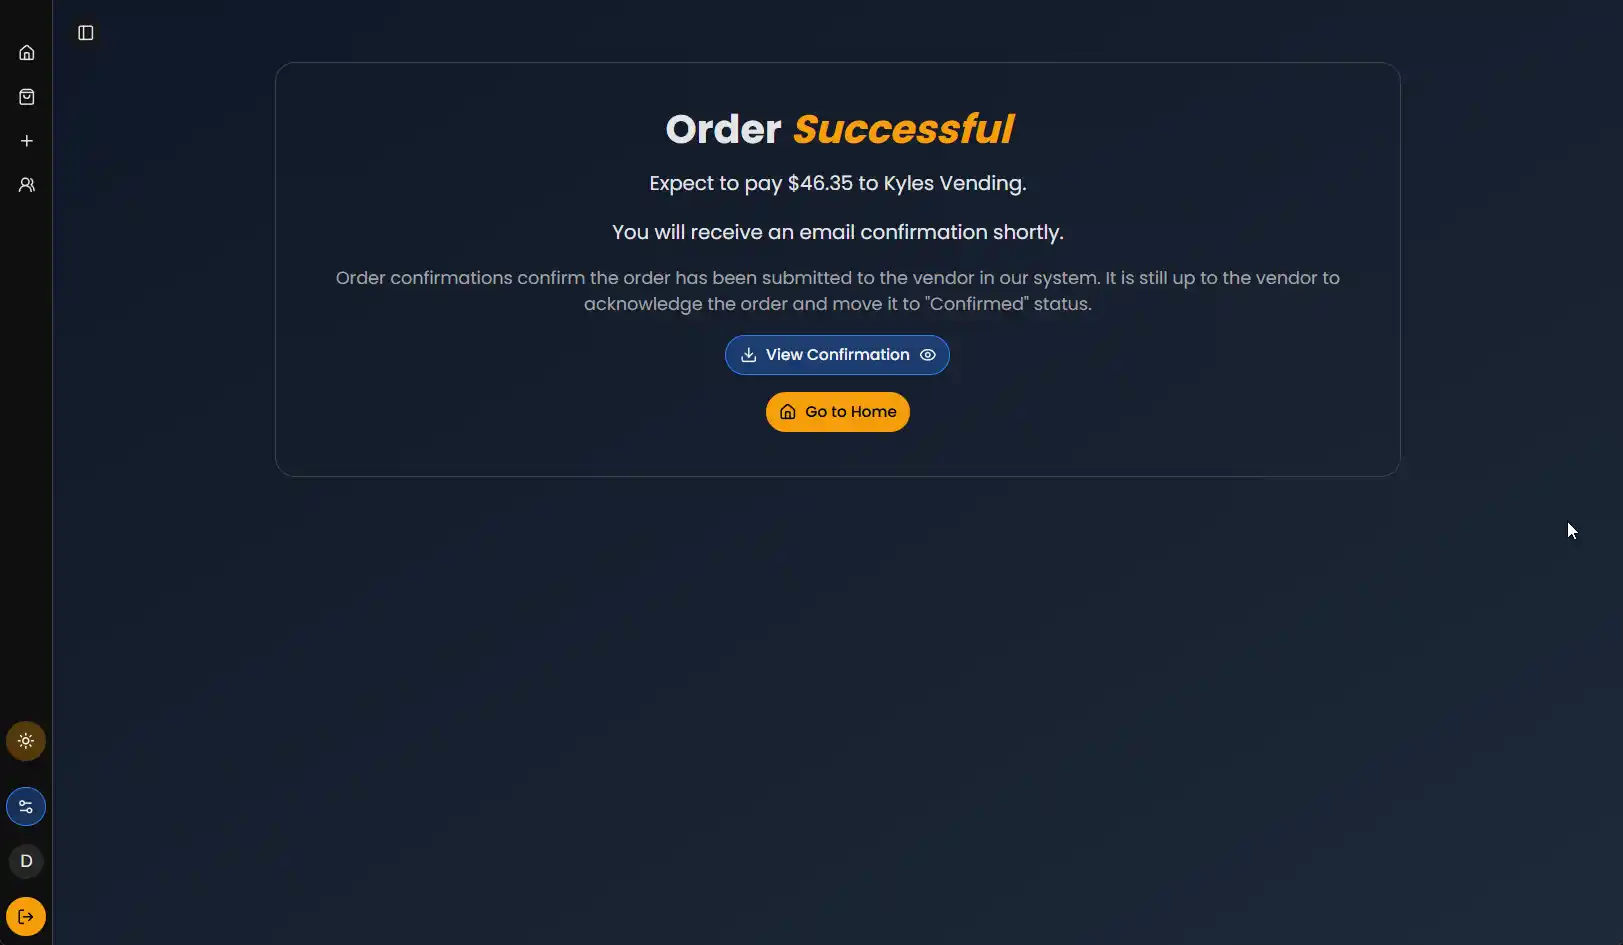 Order Successful
Expect to pay $46.35 to Kyles Vending.
You will receive an email confirmation shortly.
Order confirmations confirm the order has been submitted to the vendor in our system. It is still up to the vendor to
acknowledge the order and move it to "Confirmed" status.
View Confirmation
Go to Home
D